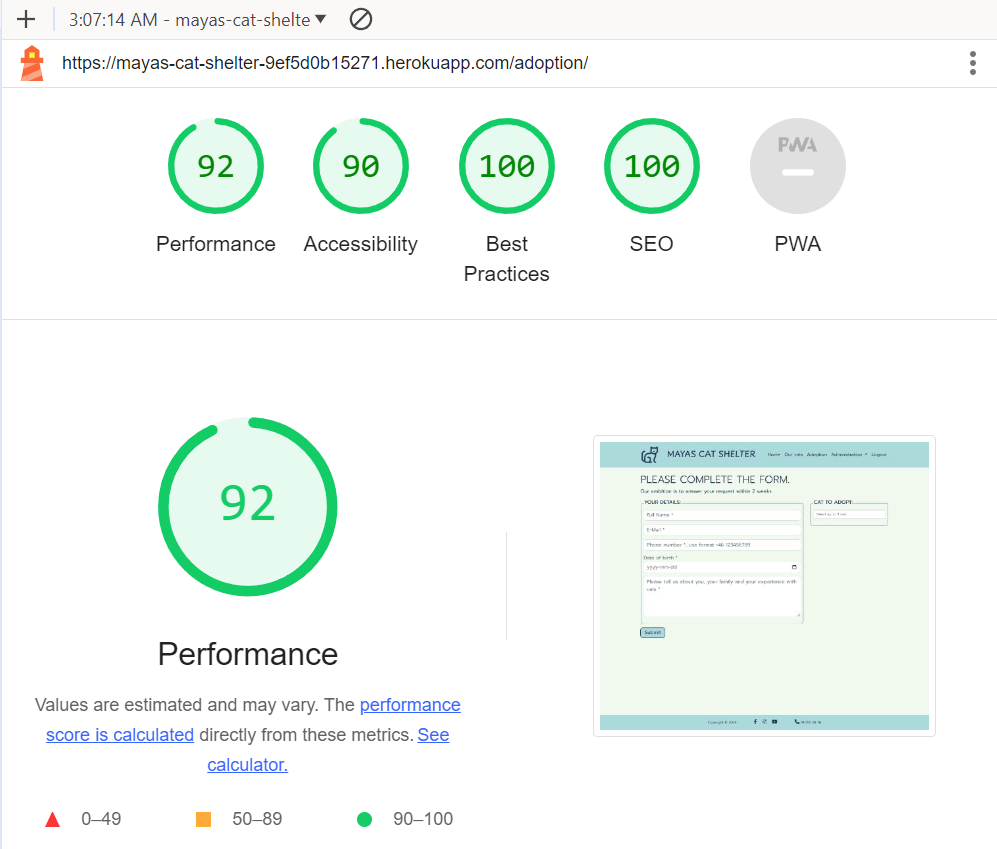 3:07:14 AM - mayas-cat-shelte
https://mayas-cat-shelter-9ef5d0b15271.herokuapp.com/adoption/
92
90
100
100
PWA
Performance
Accessibility
Best
Practices
SEO
PWA
92
Performance
Values are estimated and may vary. The performance
score is calculated directly from these metrics. See
calculator.
0–49
50–89
90–100
MAYAS CAT SHELTER
Home Our cats Adoption Administration Logout
PLEASE COMPLETE THE FORM.
Our ambition is to answer your request within 2 weeks
YOUR DETAILS:
Full Name *
E-Mail *
Phone number *, use format +46 123456789
Date of birth *
yyyy-mm-dd
Please tell us about you, your family and your experience with
cats *
Submit
CAT TO ADOPT:
Copyright © 2024